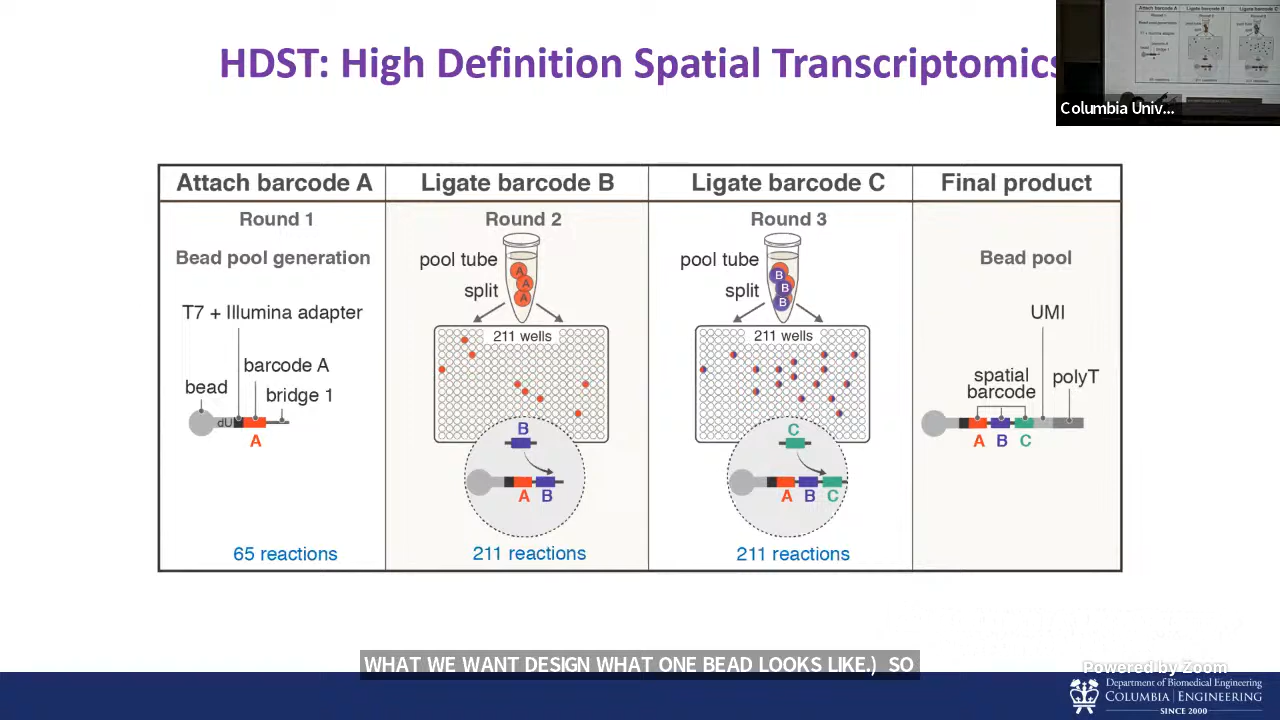 HDST: High Definition Spatial Transcriptomics
Columbia Univ...
Attach barcode A
Ligate barcode B
Ligate barcode C
Final product
Round 1
Round 2
Round 3
Bead pool generation
pool tube
split
pool tube
split
Bead pool
A
A
A
B
B
B
T7 + Illumina adapter
211 wells
211 wells
UMI
barcode A
bridge 1
bead
spatial
barcode
polyT
dU
A
B
C
A B C
A B
A B C
65 reactions
211 reactions
211 reactions
WHAT WE WANT DESIGN WHAT ONE BEAD LOOKS LIKE.) SO
Powered by Zoom
Department of Biomedical Engineering
COLUMBIA | ENGINEERING
SINCE 2000